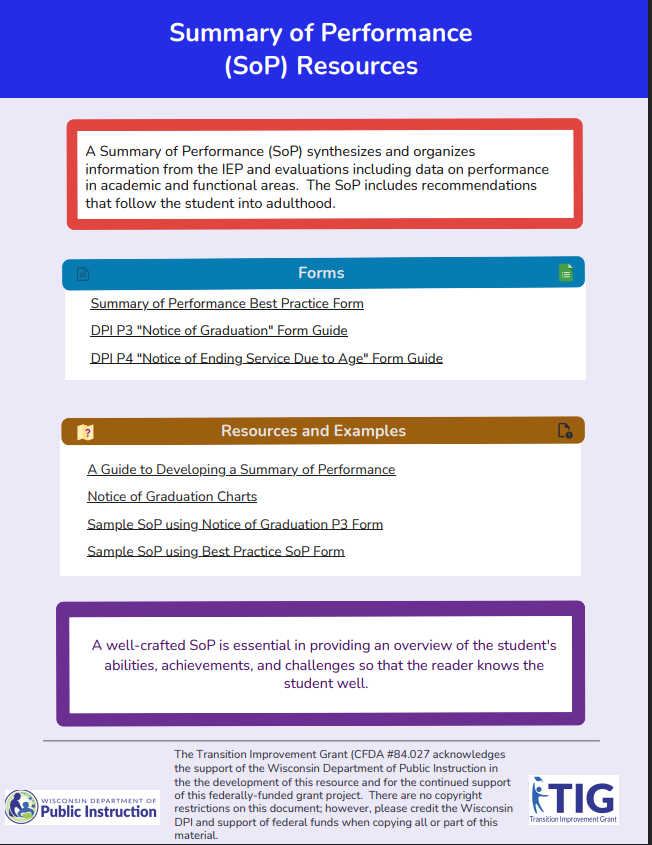 Summary of Performance
(SoP) Resources
A Summary of Performance (SoP) synthesizes and organizes
information from the IEP and evaluations including data on performance
in academic and functional areas.  The SoP includes recommendations
that follow the student into adulthood.
Forms
Summary of Performance Best Practice Form
DPI P3 "Notice of Graduation" Form Guide
DPI P4 "Notice of Ending Service Due to Age" Form Guide
Resources and Examples
A Guide to Developing a Summary of Performance
Notice of Graduation Charts
Sample SoP using Notice of Graduation P3 Form
Sample SoP using Best Practice SoP Form
A well-crafted SoP is essential in providing an overview of the student's
abilities, achievements, and challenges so that the reader knows the
student well.
The Transition Improvement Grant (CFDA #84.027 acknowledges
the support of the Wisconsin Department of Public Instruction in
the the development of this resource and for the continued support
of this federally-funded grant project.  There are no copyright
restrictions on this document; however, please credit the Wisconsin
DPI and support of federal funds when copying all or part of this
material.
WISCONSIN DEPARTMENT OF
Public Instruction
TIG
Transition Improvement Grant